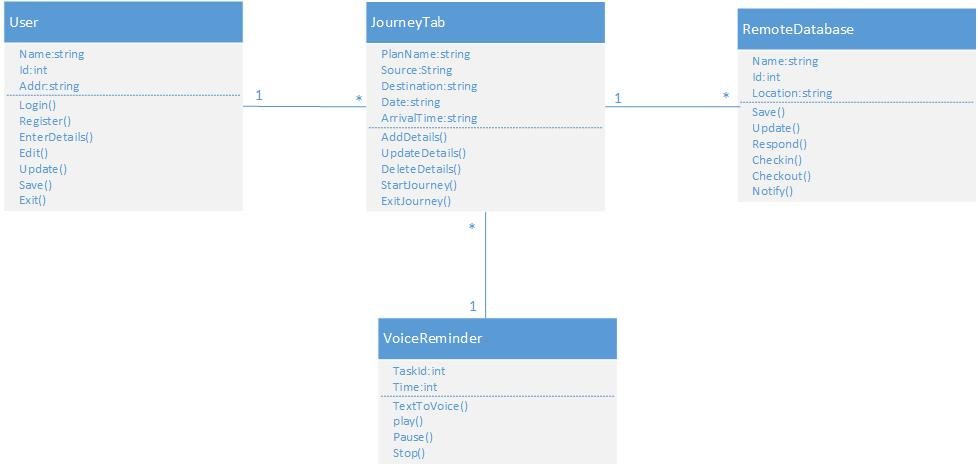 User
Name:string
Id:int
Addr:string
Login()
Register()
EnterDetails()
Edit()
Update()
Save()
Exit()
1
*
JourneyTab
PlanName:string
Source:String
Destination:string
Date:string
ArrivalTime:string
AddDetails()
UpdateDetails()
DeleteDetails()
StartJourney()
ExitJourney()
1
*
RemoteDatabase
Name:string
Id:int
Location:string
Save()
Update()
Respond()
Checkin()
Checkout()
Notify()
*
1
VoiceReminder
TaskId:int
Time:int
TextToVoice()
play()
Pause()
Stop()